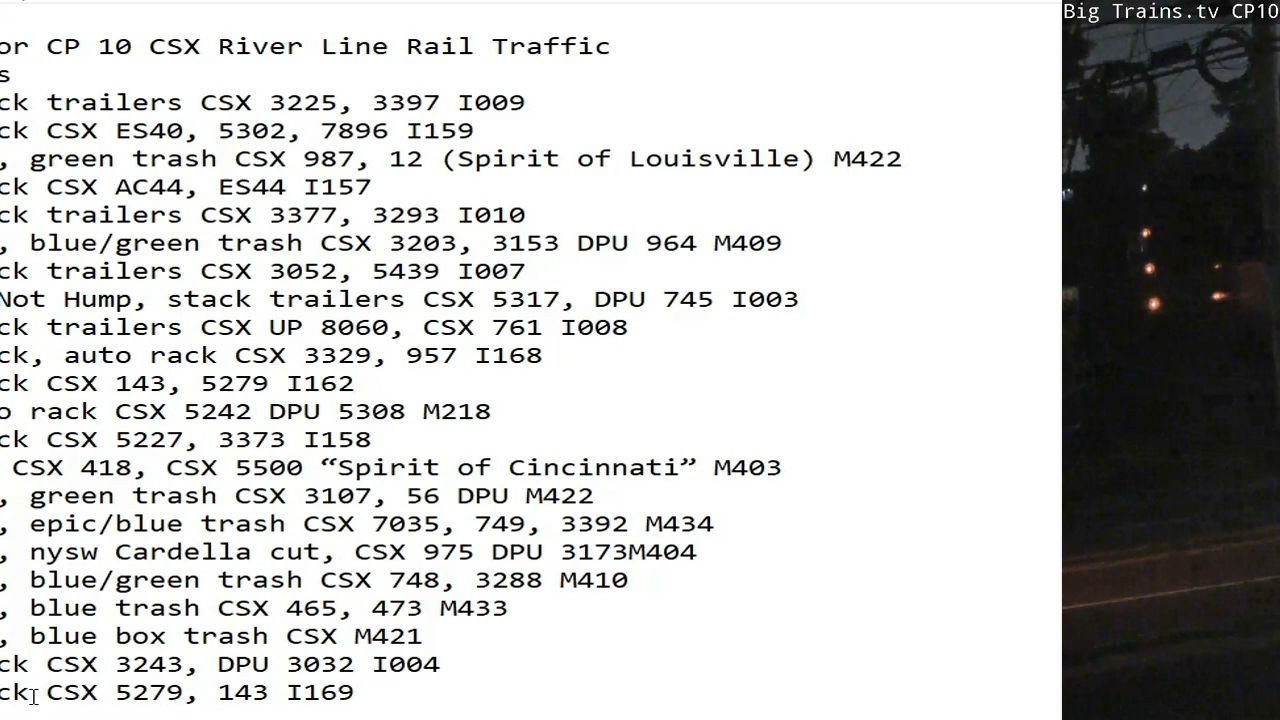 or CP 10 CSX River Line Rail Traffic
s
ck trailers CSX 3225, 3397 I009
ck CSX ES40, 5302, 7896 I159
, green trash CSX 987, 12 (Spirit of Louisville) M422
ck CSX AC44, ES44 I157
ck trailers CSX 3377, 3293 I010
, blue/green trash CSX 3203, 3153 DPU 964 M409
ck trailers CSX 3052, 5439 I007
Not Hump, stack trailers CSX 5317, DPU 745 I003
ck trailers CSX UP 8060, CSX 761 I008
ck, auto rack CSX 3329, 957 I168
ck CSX 143, 5279 I162
o rack CSX 5242 DPU 5308 M218
ck CSX 5227, 3373 I158
CSX 418, CSX 5500 “Spirit of Cincinnati” M403
, green trash CSX 3107, 56 DPU M422
, epic/blue trash CSX 7035, 749, 3392 M434
, nysw Cardella cut, CSX 975 DPU 3173M404
, blue/green trash CSX 748, 3288 M410
, blue trash CSX 465, 473 M433
, blue box trash CSX M421
ck CSX 3243, DPU 3032 I004
ck CSX 5279, 143 I169
Big Trains.tv CP10